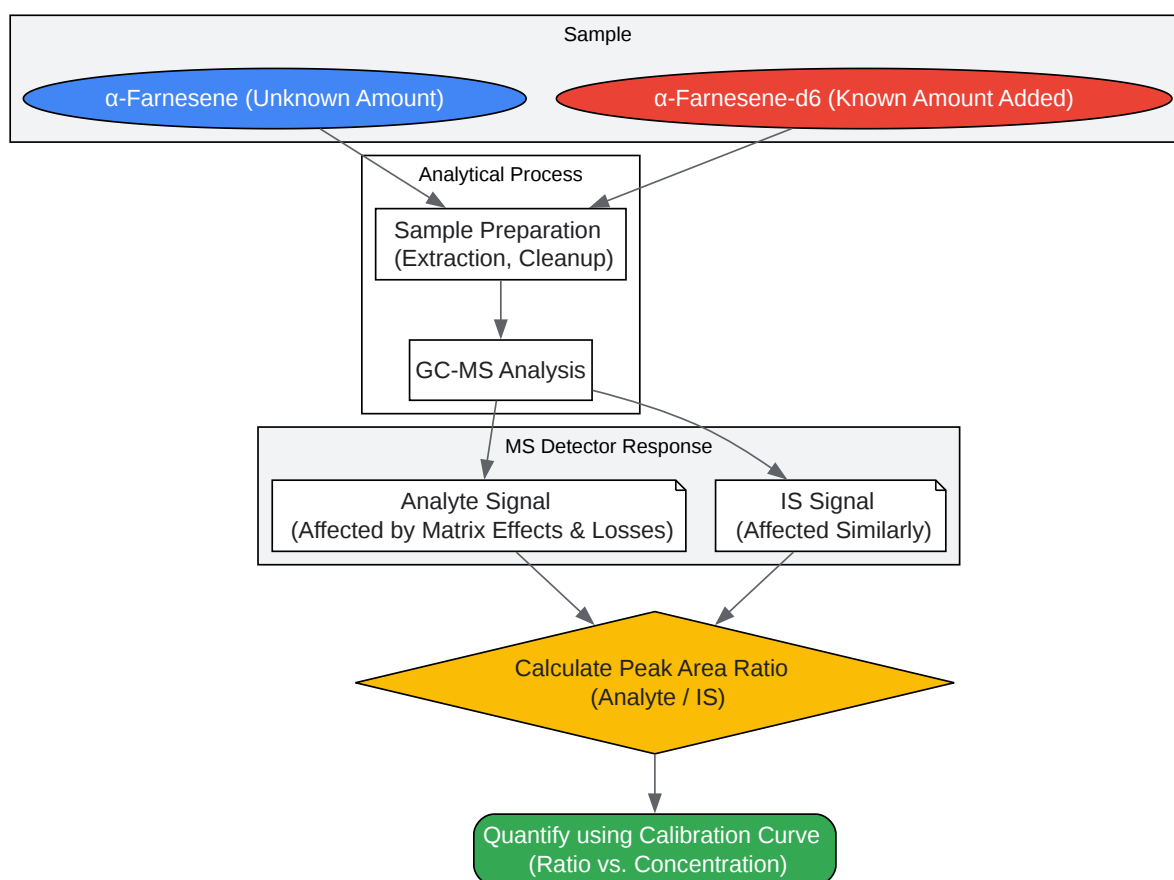 Sample
α-Farnesene (Unknown Amount)
α-Farnesene-d6 (Known Amount Added)
Analytical Process
Sample Preparation
(Extraction, Cleanup)
GC-MS Analysis
MS Detector Response
Analyte Signal
(Affected by Matrix Effects & Losses)
IS Signal
(Affected Similarly)
Calculate Peak Area Ratio
(Analyte / IS)
Quantify using Calibration Curve
(Ratio vs. Concentration)